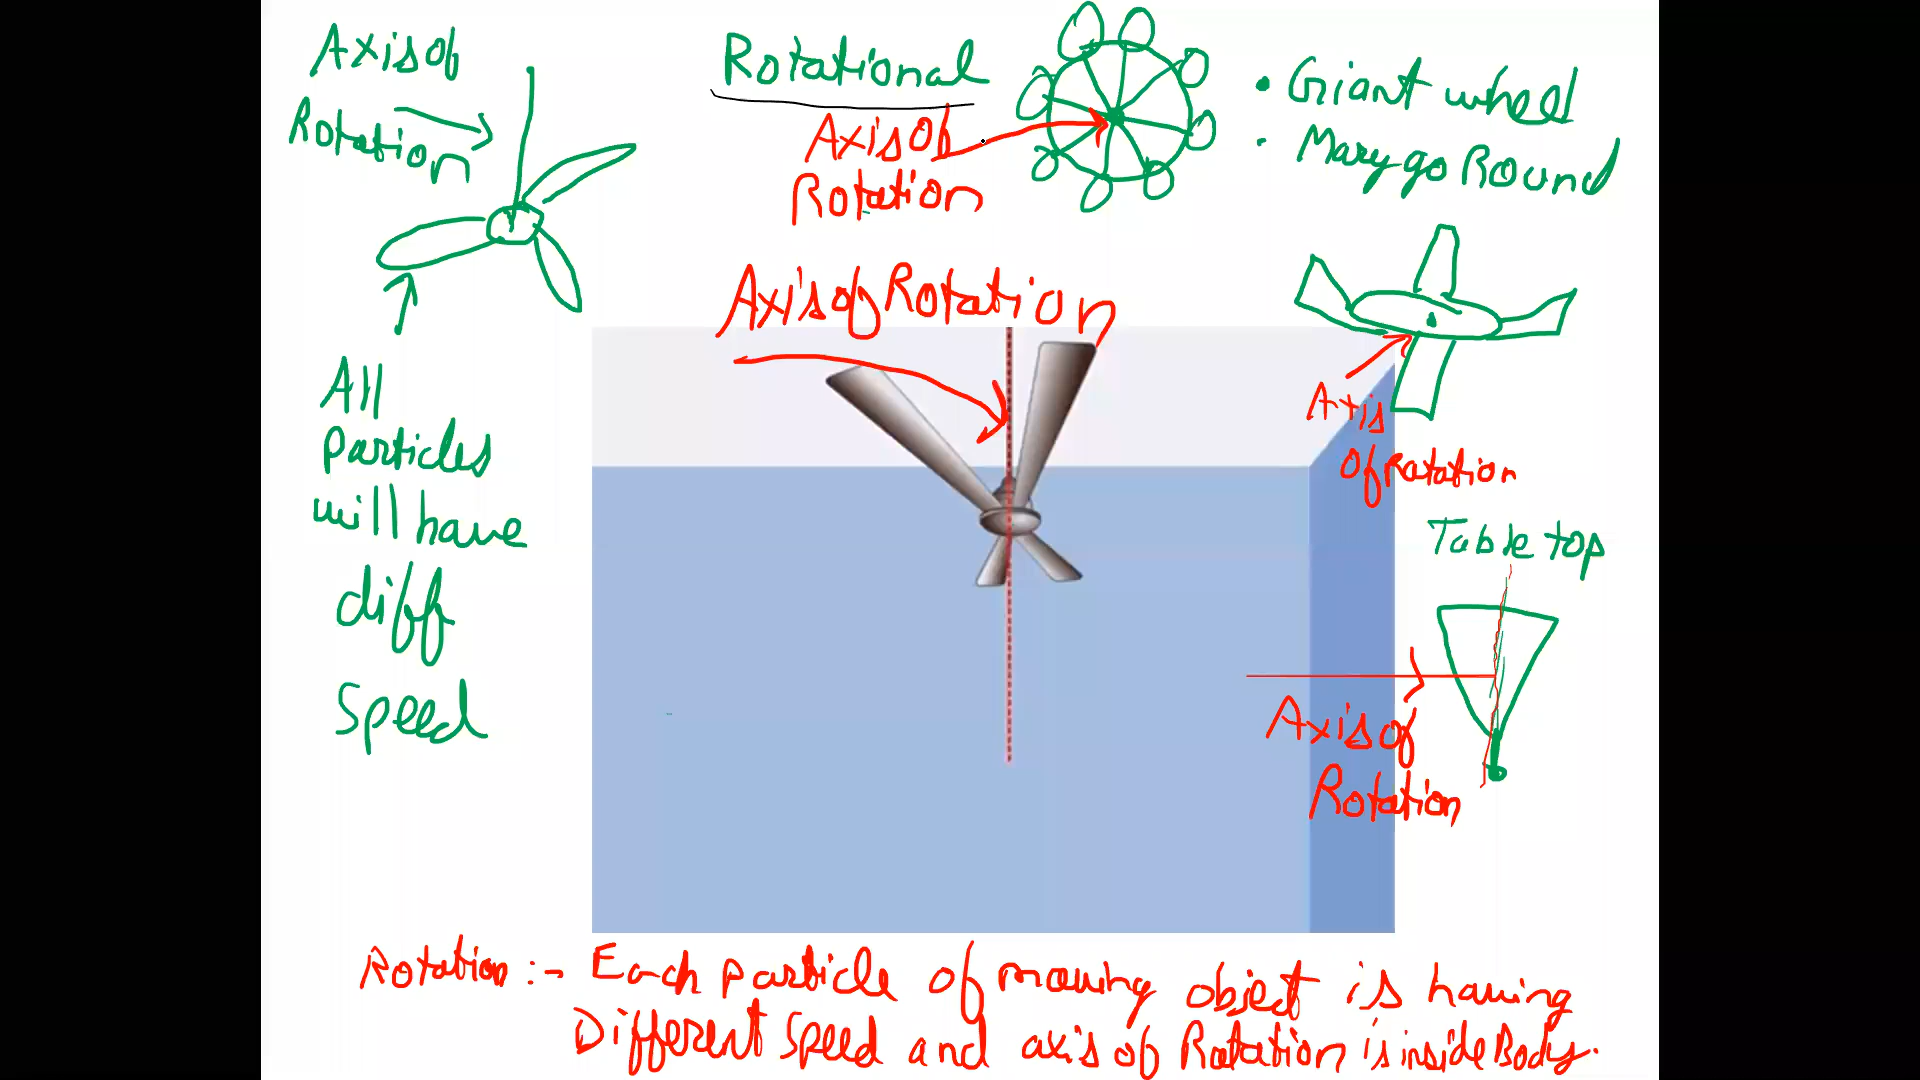 Axis of
Rotation
Rotational
Axis Of
Rotation
• Giant wheel
• Mary go Round
Axis of Rotation
All
particles
will have
diff
Speed
Axis
Of Rotation
Table top
Axis of
Rotation
Rotation :- Each particle of moving object is having
Different speed and axis of Rotation is inside Body.